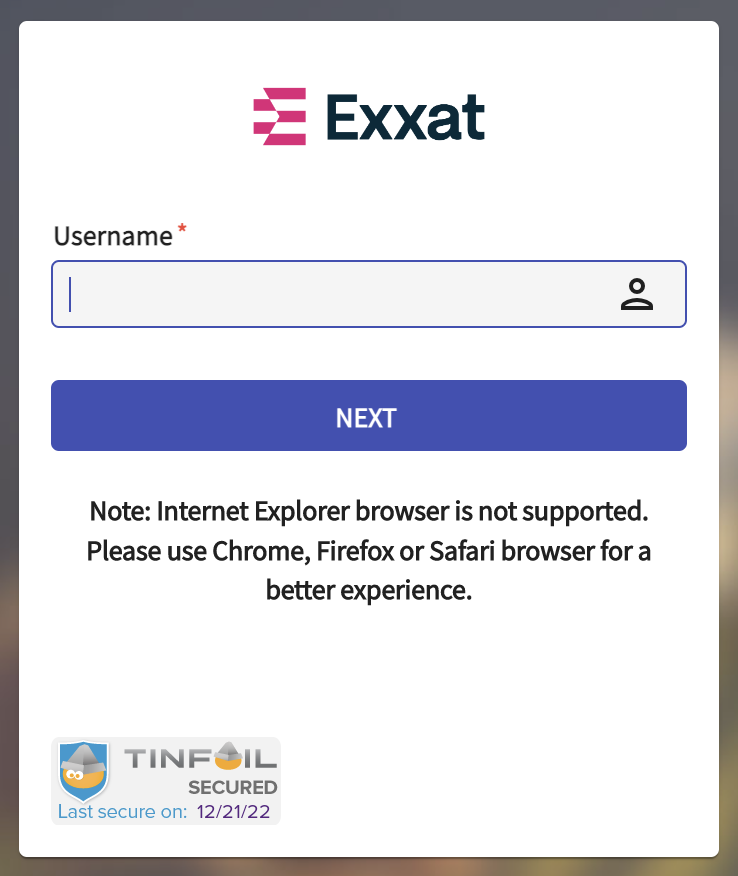 Exxat
Username *
NEXT
Note: Internet Explorer browser is not supported.
Please use Chrome, Firefox or Safari browser for a
better experience.
TINFOIL
SECURED
Last secure on: 12/21/22